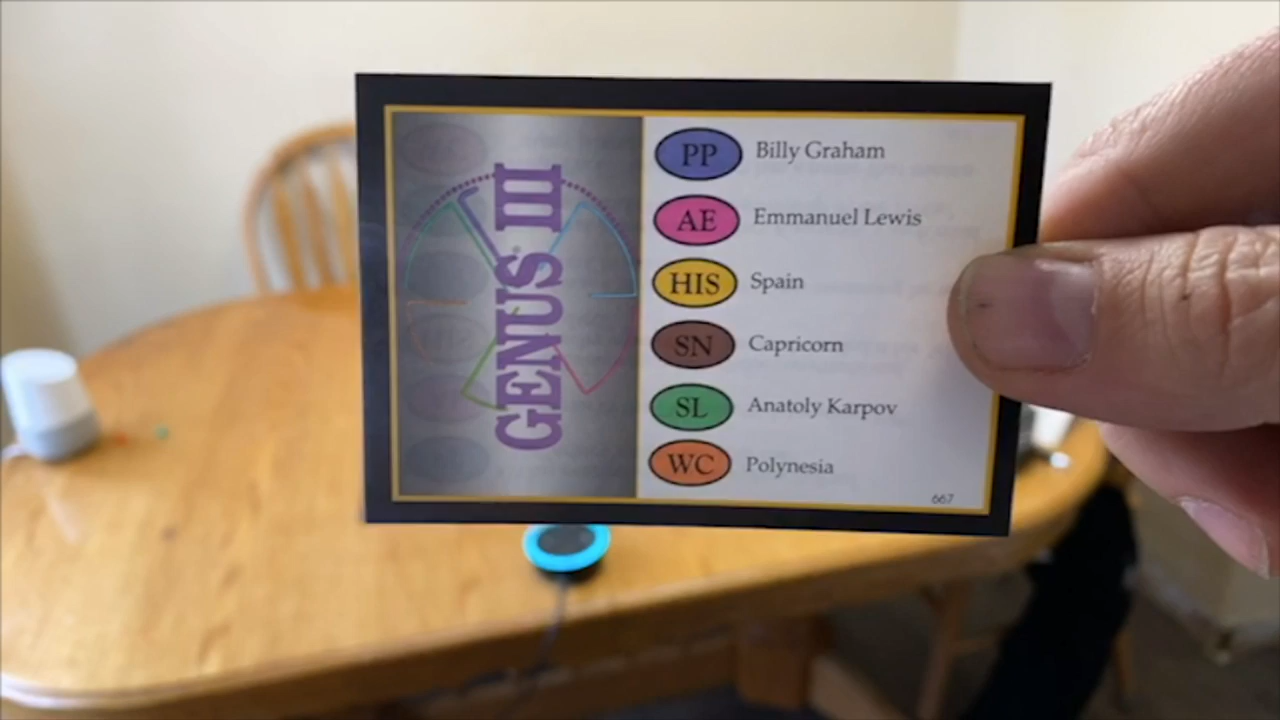 GENUS III
PP Billy Graham
AE Emmanuel Lewis
HIS Spain
SN Capricorn
SL Anatoly Karpov
WC Polynesia
667